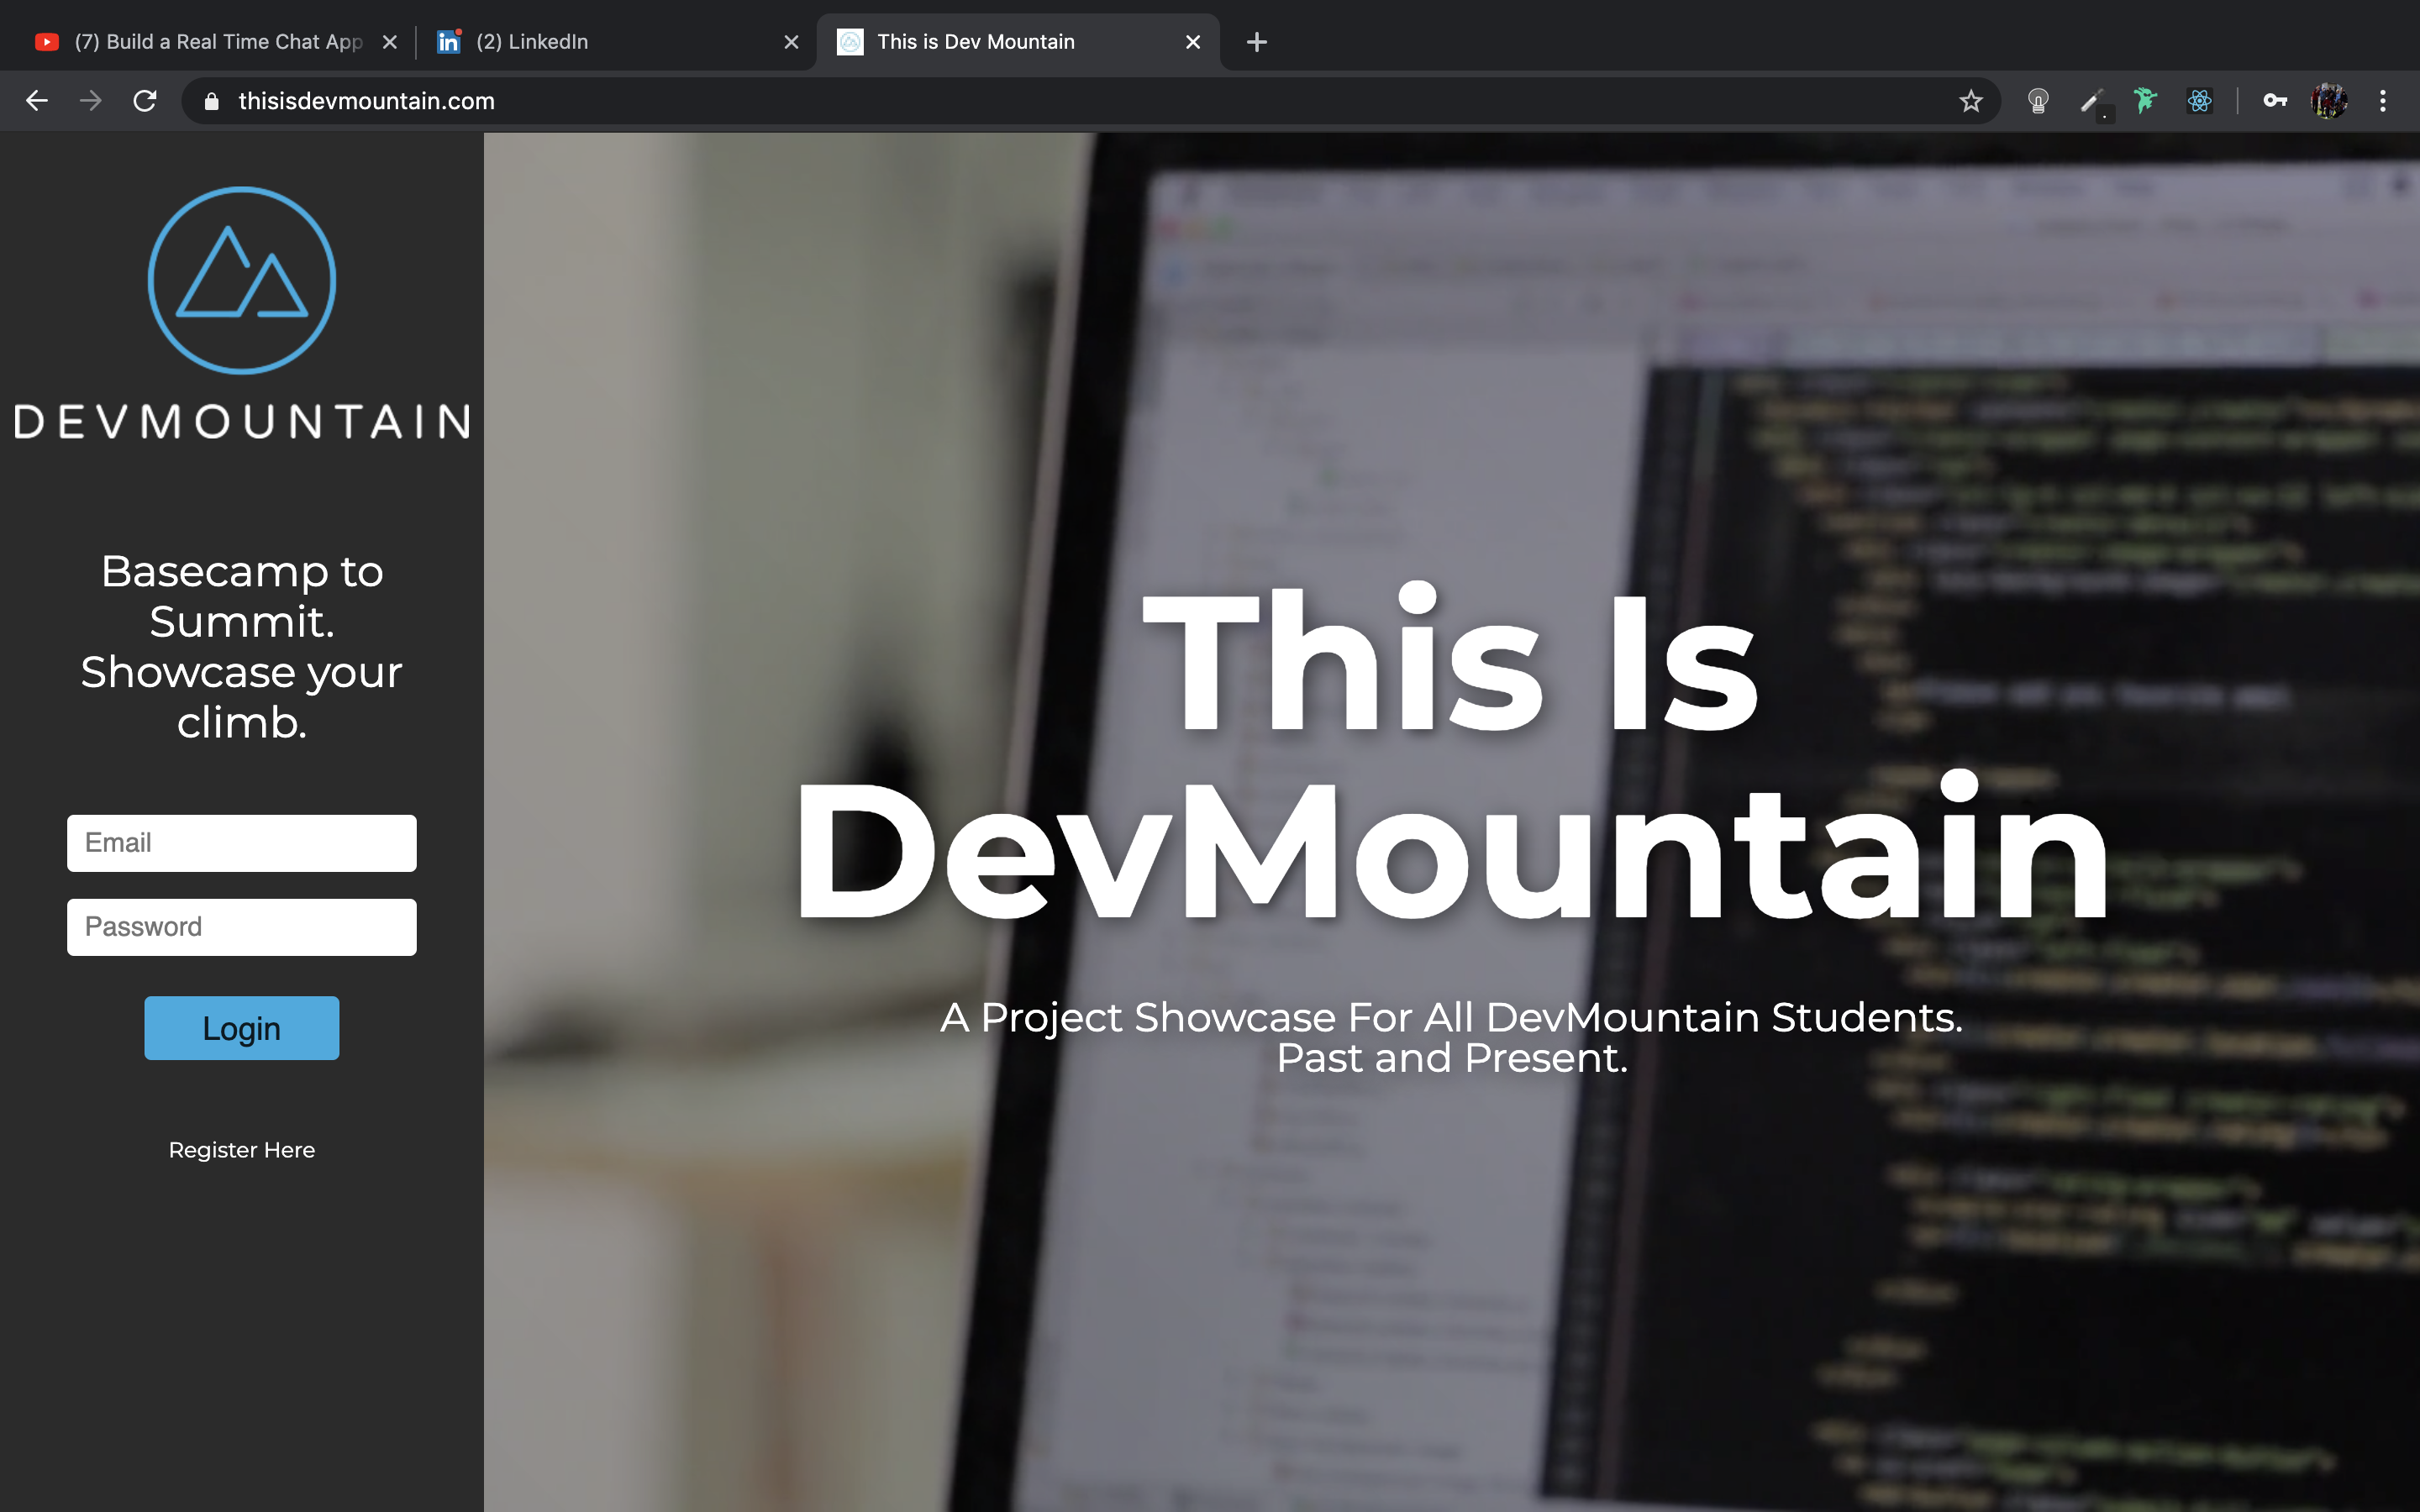 (7) Build a Real Time Chat App
(2) LinkedIn
This is Dev Mountain
thisisdevmountain.com
DEVMOUNTAIN
Basecamp to
Summit.
Showcase your
climb.
Email
Password
Login
Register Here
This Is
DevMountain
A Project Showcase For All DevMountain Students.
Past and Present.